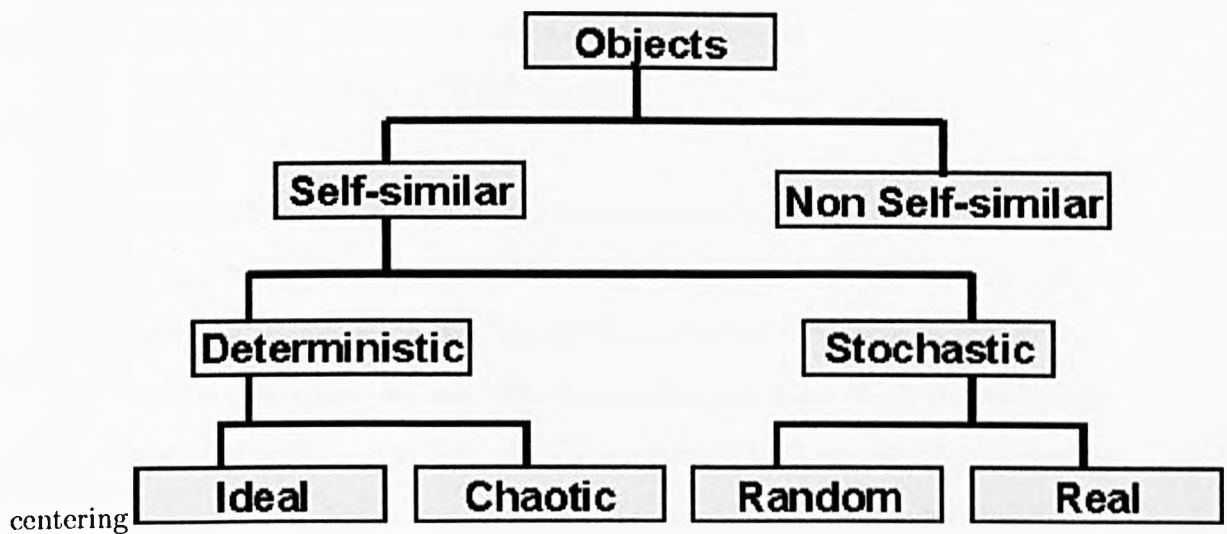 Objects
Self-similar
Non Self-similar
Deterministic
Stochastic
Ideal
Chaotic
Random
Real
centering